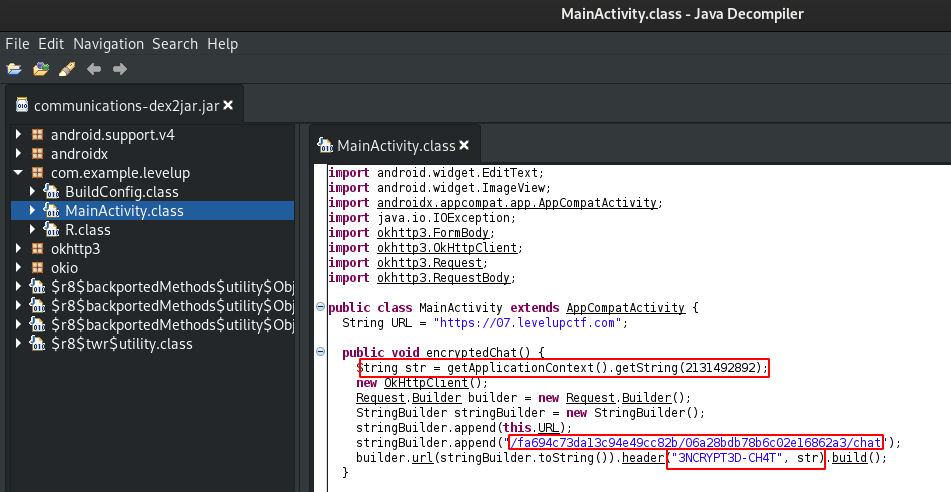 MainActivity.class - Java Decompiler
File Edit Navigation Search Help
communications-dex2jar.jar
android.support.v4
androidx
com.example.levelup
BuildConfig.class
MainActivity.class
R.class
okhttp3
okio
$r8$backportedMethods$utility$Obj
$r8$backportedMethods$utility$Obj
$r8$backportedMethods$utility$Obj
$r8$twr$utility.class
MainActivity.class
import android.widget.EditText;
import android.widget.ImageView;
import androidx.appcompat.app.AppCompatActivity;
import java.io.IOException;
import okhttp3.FormBody;
import okhttp3.OkHttpClient;
import okhttp3.Request;
import okhttp3.RequestBody;
public class MainActivity extends AppCompatActivity {
String URL = "https://07.levelupctf.com";
public void encryptedChat() {
String str = getApplicationContext().getString(2131492892);
new OkHttpClient();
Request.Builder builder = new Request.Builder();
StringBuilder stringBuilder = new StringBuilder();
stringBuilder.append(this.URL);
stringBuilder.append("/fa694c73da13c94e49cc82b/06a28bdb78b6c02e16862a3/chat");
builder.url(stringBuilder.toString()).header("3NCRYPT3D-CH4T", str).build();
}